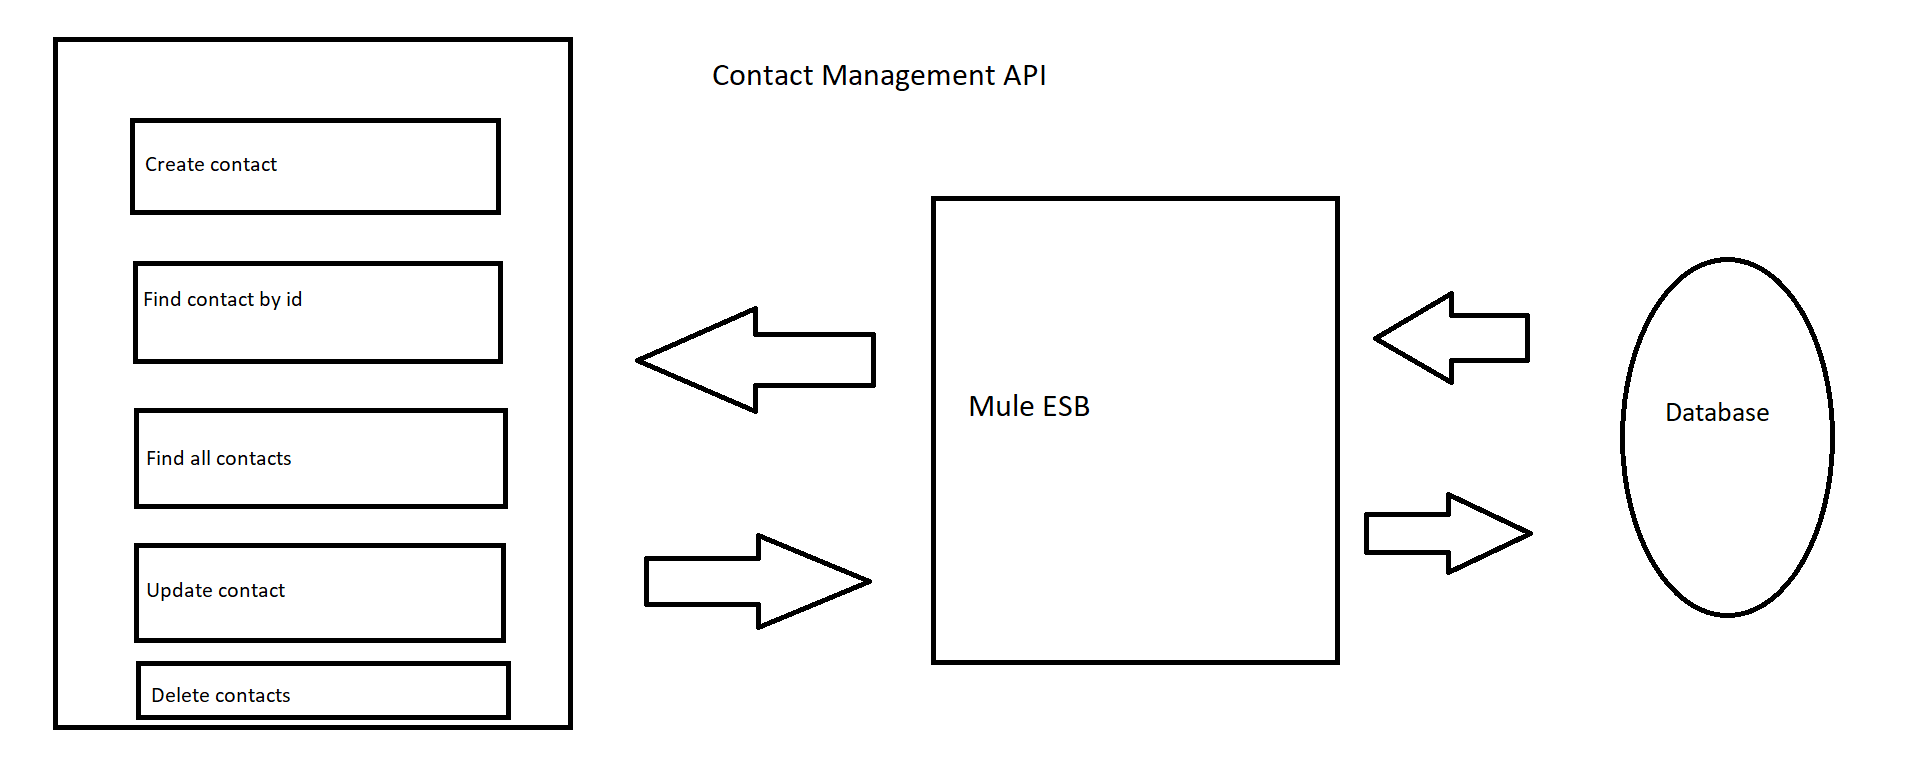 Contact Management API
Create contact
Find contact by id
Find all contacts
Update contact
Delete contacts
Mule ESB
Database